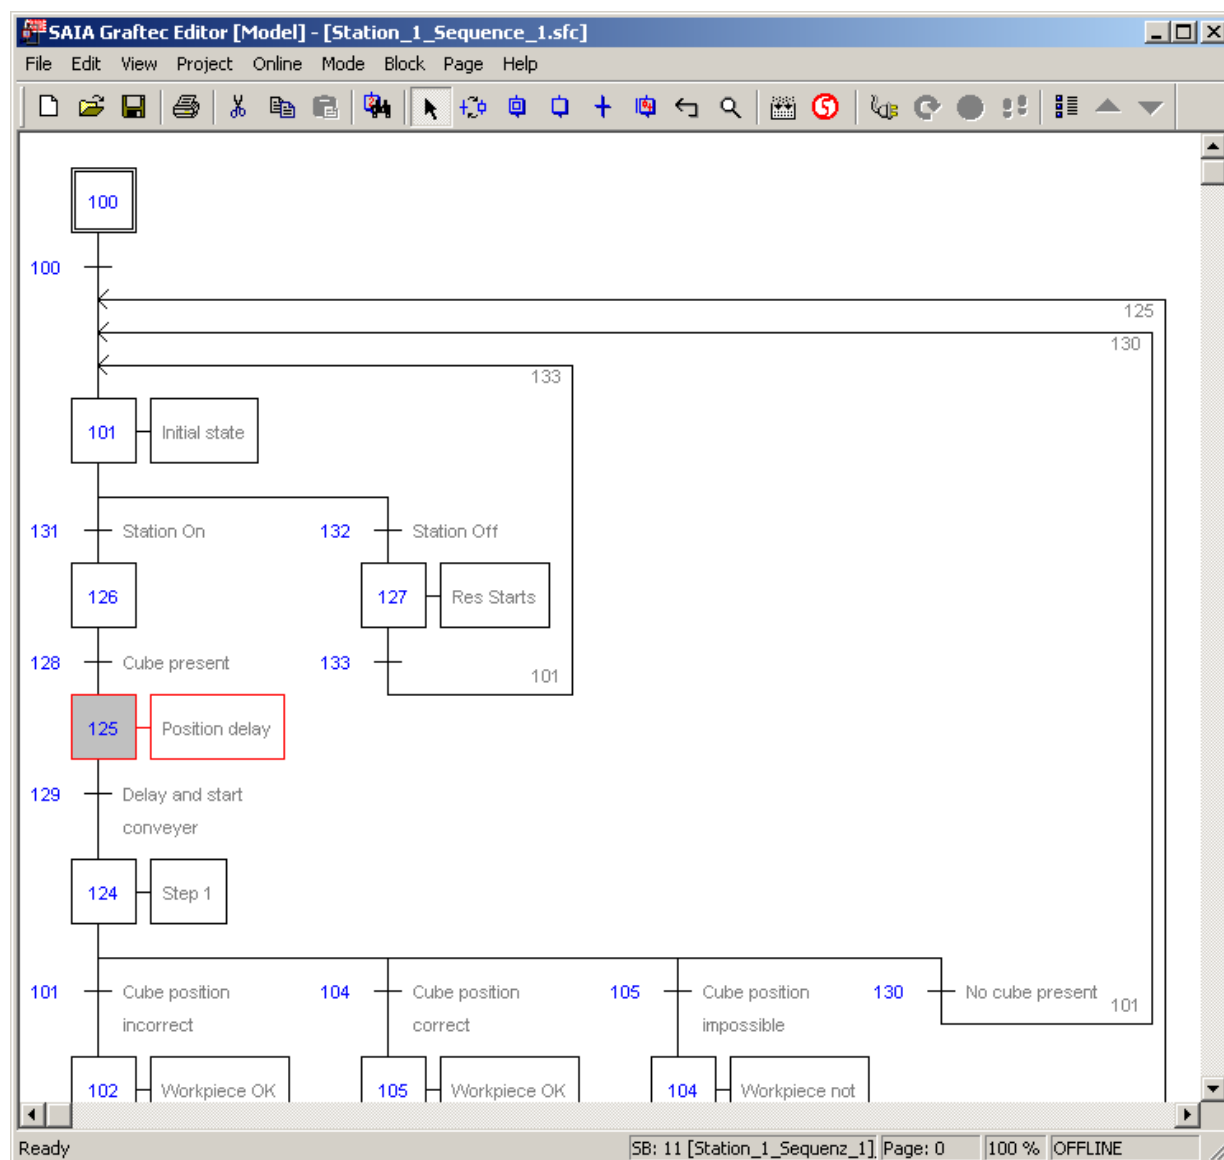 SAIA Graftec Editor [Model] - [Station_1_Sequence_1.sfc]
File Edit View Project Online Mode Block Page Help
100
100
125
130
133
101 Initial state
131 Station On 132 Station Off
126 127 Res Starts
128 Cube present 133 101
125 Position delay
129 Delay and start
conveyer
124 Step 1
101 Cube position 104 Cube position 105 Cube position 130 No cube present 101
incorrect correct impossible
102 Workpiece OK 105 Workpiece OK 104 Workpiece not
Ready SB: 11 [Station_1_Sequenz_1] Page: 0 100 % OFFLINE